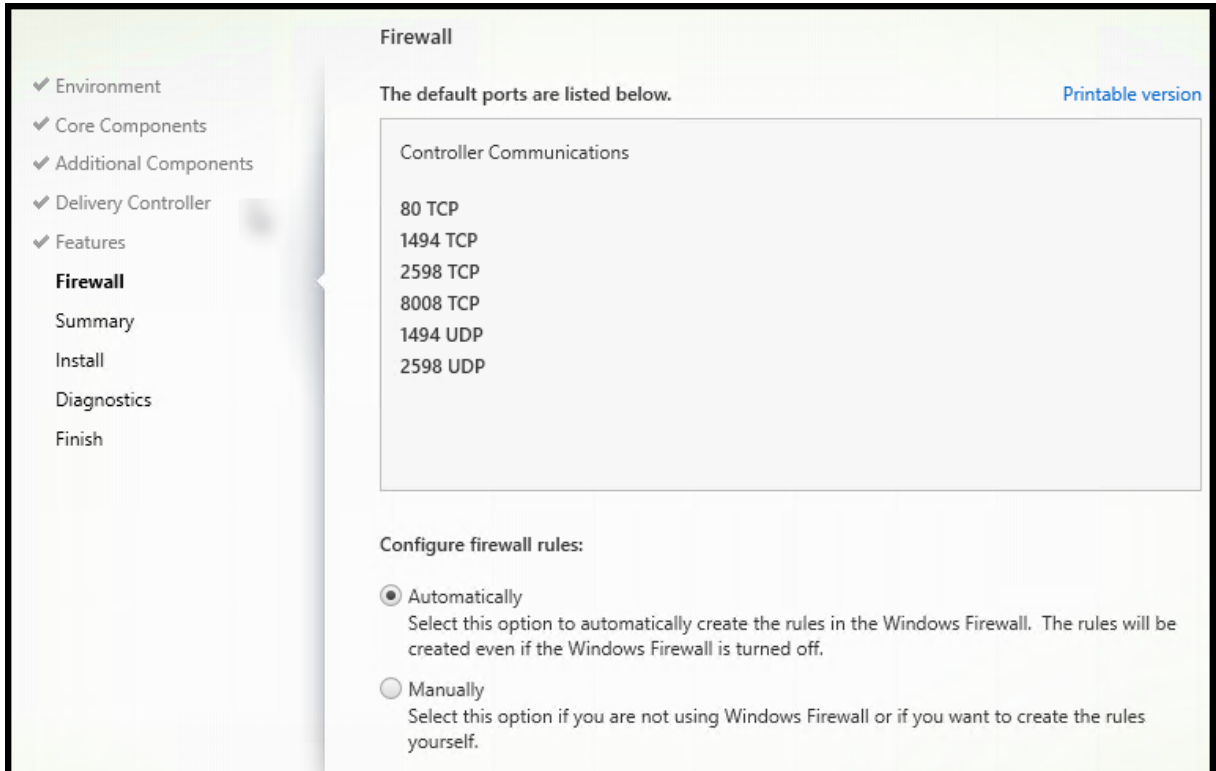 Firewall
Environment
Core Components
Additional Components
Delivery Controller
Features
Firewall
Summary
Install
Diagnostics
Finish
The default ports are listed below.
Printable version
Controller Communications
80 TCP
1494 TCP
2598 TCP
8008 TCP
1494 UDP
2598 UDP
Configure firewall rules:
Automatically
Select this option to automatically create the rules in the Windows Firewall.  The rules will be
created even if the Windows Firewall is turned off.
Manually
Select this option if you are not using Windows Firewall or if you want to create the rules
yourself.